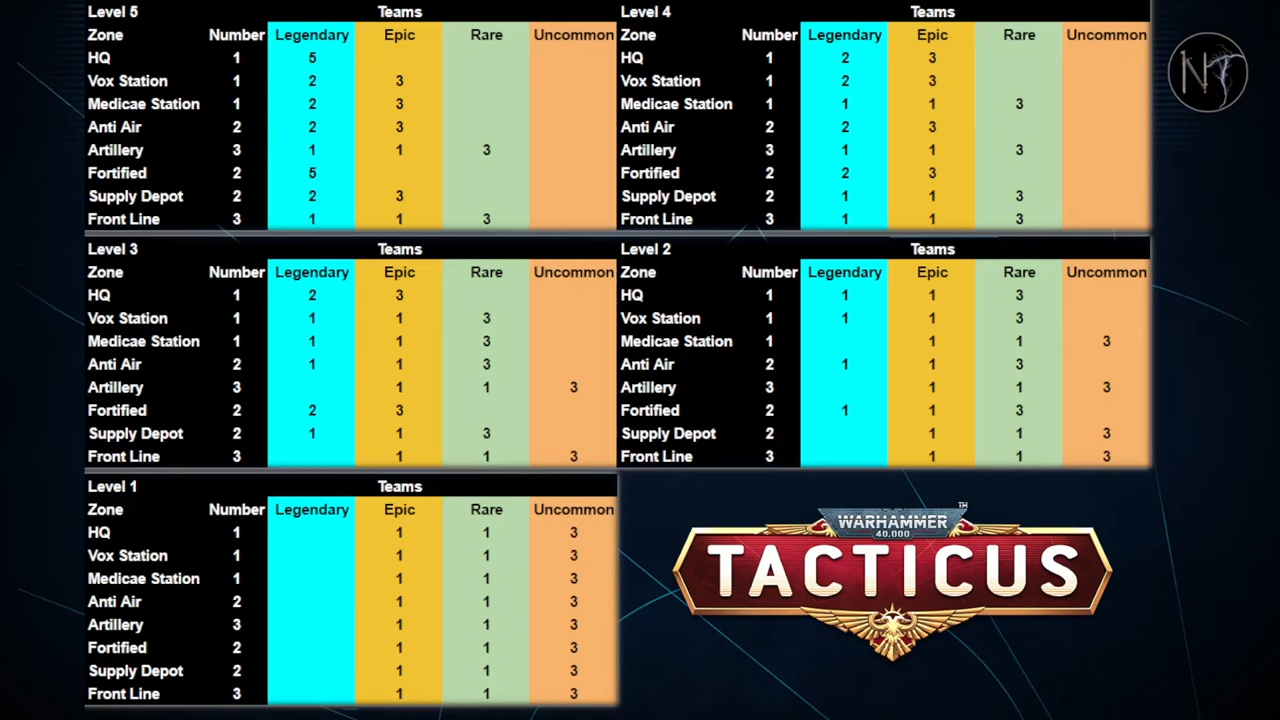 Level 5 Teams
Zone Number Legendary Epic Rare Uncommon
HQ 1 5
Vox Station 1 2 3
Medicae Station 1 2 3
Anti Air 2 2 3
Artillery 3 1 1 3
Fortified 2 5
Supply Depot 2 2 3
Front Line 3 1 1 3
Level 4 Teams
Zone Number Legendary Epic Rare Uncommon
HQ 1 2 3
Vox Station 1 2 3
Medicae Station 1 1 1 3
Anti Air 2 2 3
Artillery 3 1 1 3
Fortified 2 2 3
Supply Depot 2 1 1 3
Front Line 3 1 1 3
Level 3 Teams
Zone Number Legendary Epic Rare Uncommon
HQ 1 2 3
Vox Station 1 1 1 3
Medicae Station 1 1 1 3
Anti Air 2 1 1 3
Artillery 3 1 1 3
Fortified 2 2 3
Supply Depot 2 1 1 3
Front Line 3 1 1 3
Level 2 Teams
Zone Number Legendary Epic Rare Uncommon
HQ 1 1 1 3
Vox Station 1 1 1 3
Medicae Station 1 1 1 3
Anti Air 2 1 1 3
Artillery 3 1 1 3
Fortified 2 1 1 3
Supply Depot 2 1 1 3
Front Line 3 1 1 3
Level 1 Teams
Zone Number Legendary Epic Rare Uncommon
HQ 1 1 1 3
Vox Station 1 1 1 3
Medicae Station 1 1 1 3
Anti Air 2 1 1 3
Artillery 3 1 1 3
Fortified 2 1 1 3
Supply Depot 2 1 1 3
Front Line 3 1 1 3
NT
WARHAMMER ™
40,000
TACTICUS